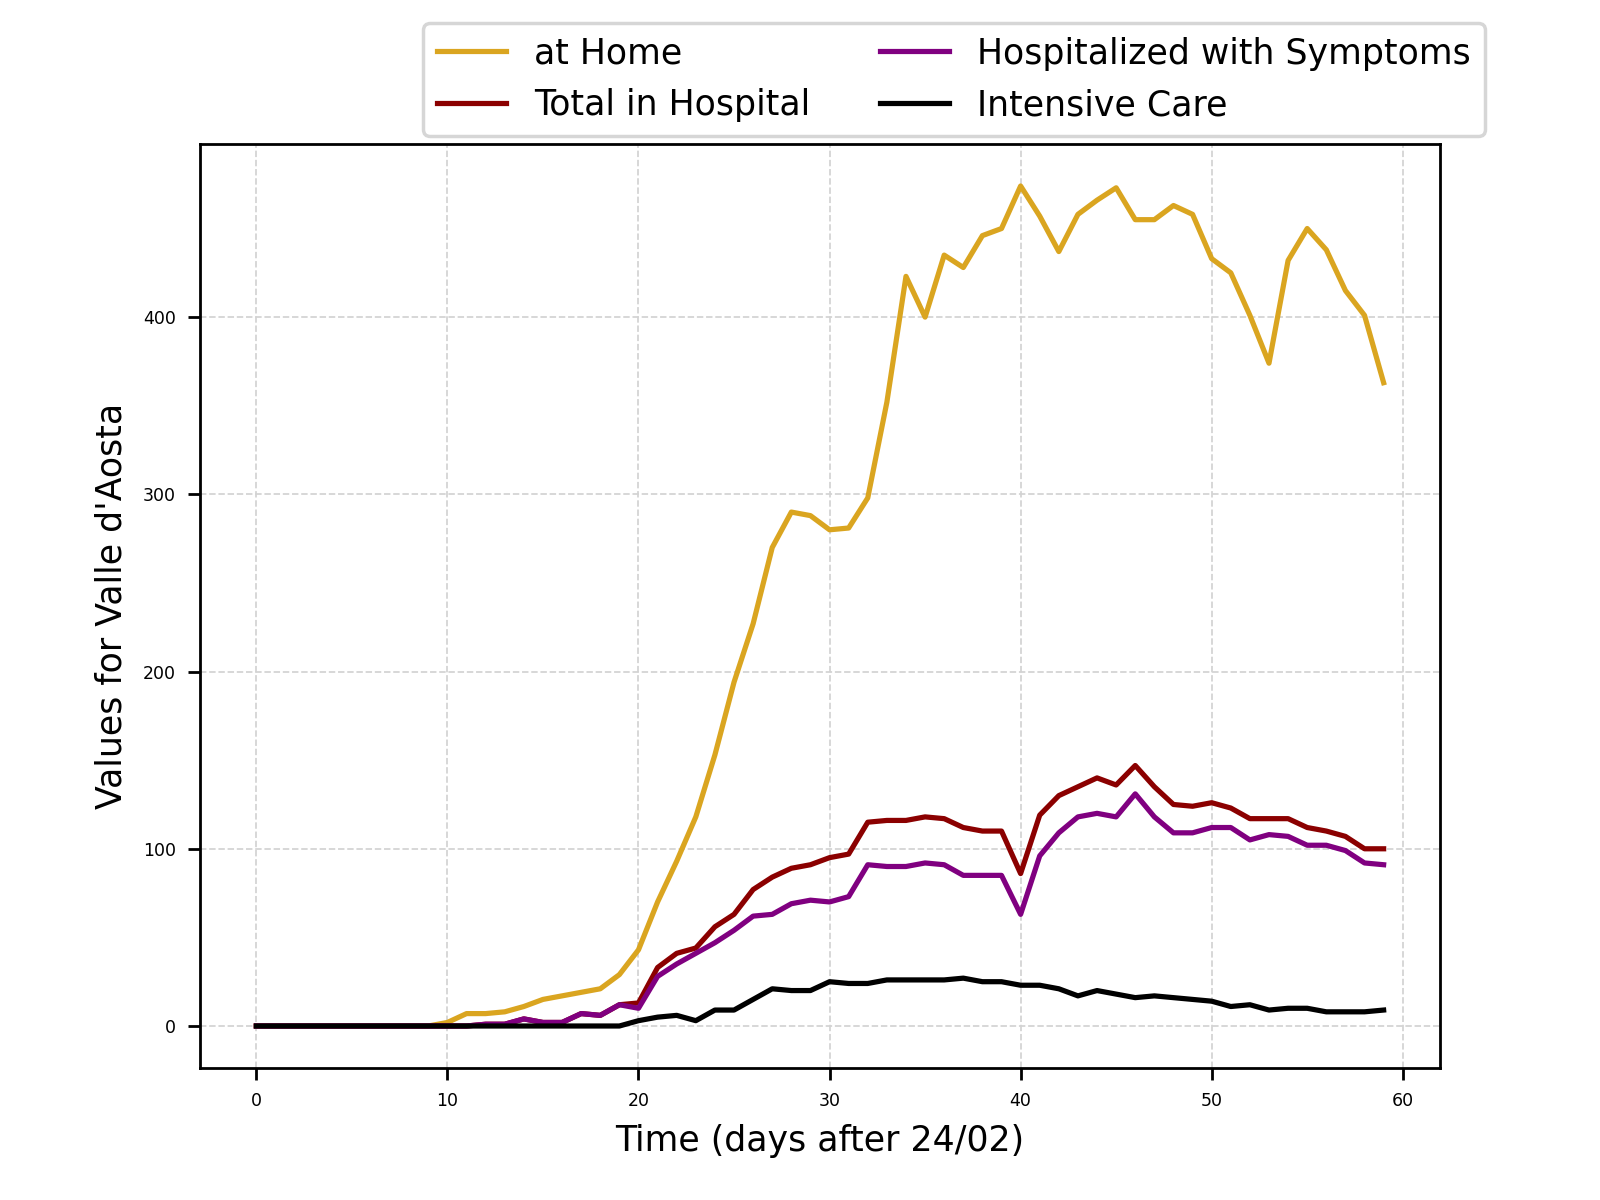 at Home
Total in Hospital
Hospitalized with Symptoms
Intensive Care
Values for Valle d'Aosta
400
300
200
100
0
0 10 20 30 40 50 60
Time (days after 24/02)